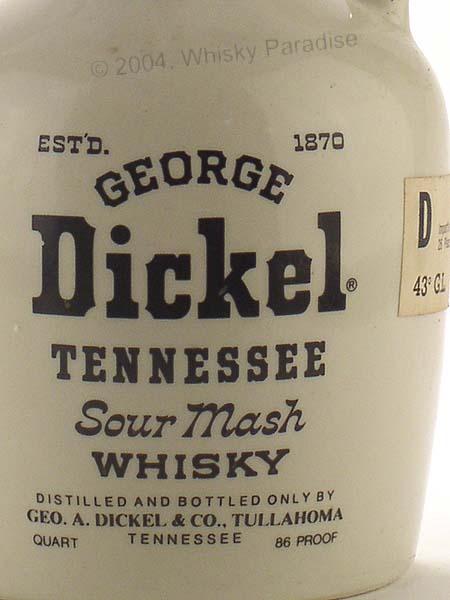 © 2004, Whisky Paradise
EST'D. 1870
GEORGE
Dickel®
TENNESSEE
Sour Mash
WHISKY
DISTILLED AND BOTTLED ONLY BY
GEO. A. DICKEL & CO., TULLAHOMA
QUART TENNESSEE 86 PROOF
D
43° G.L